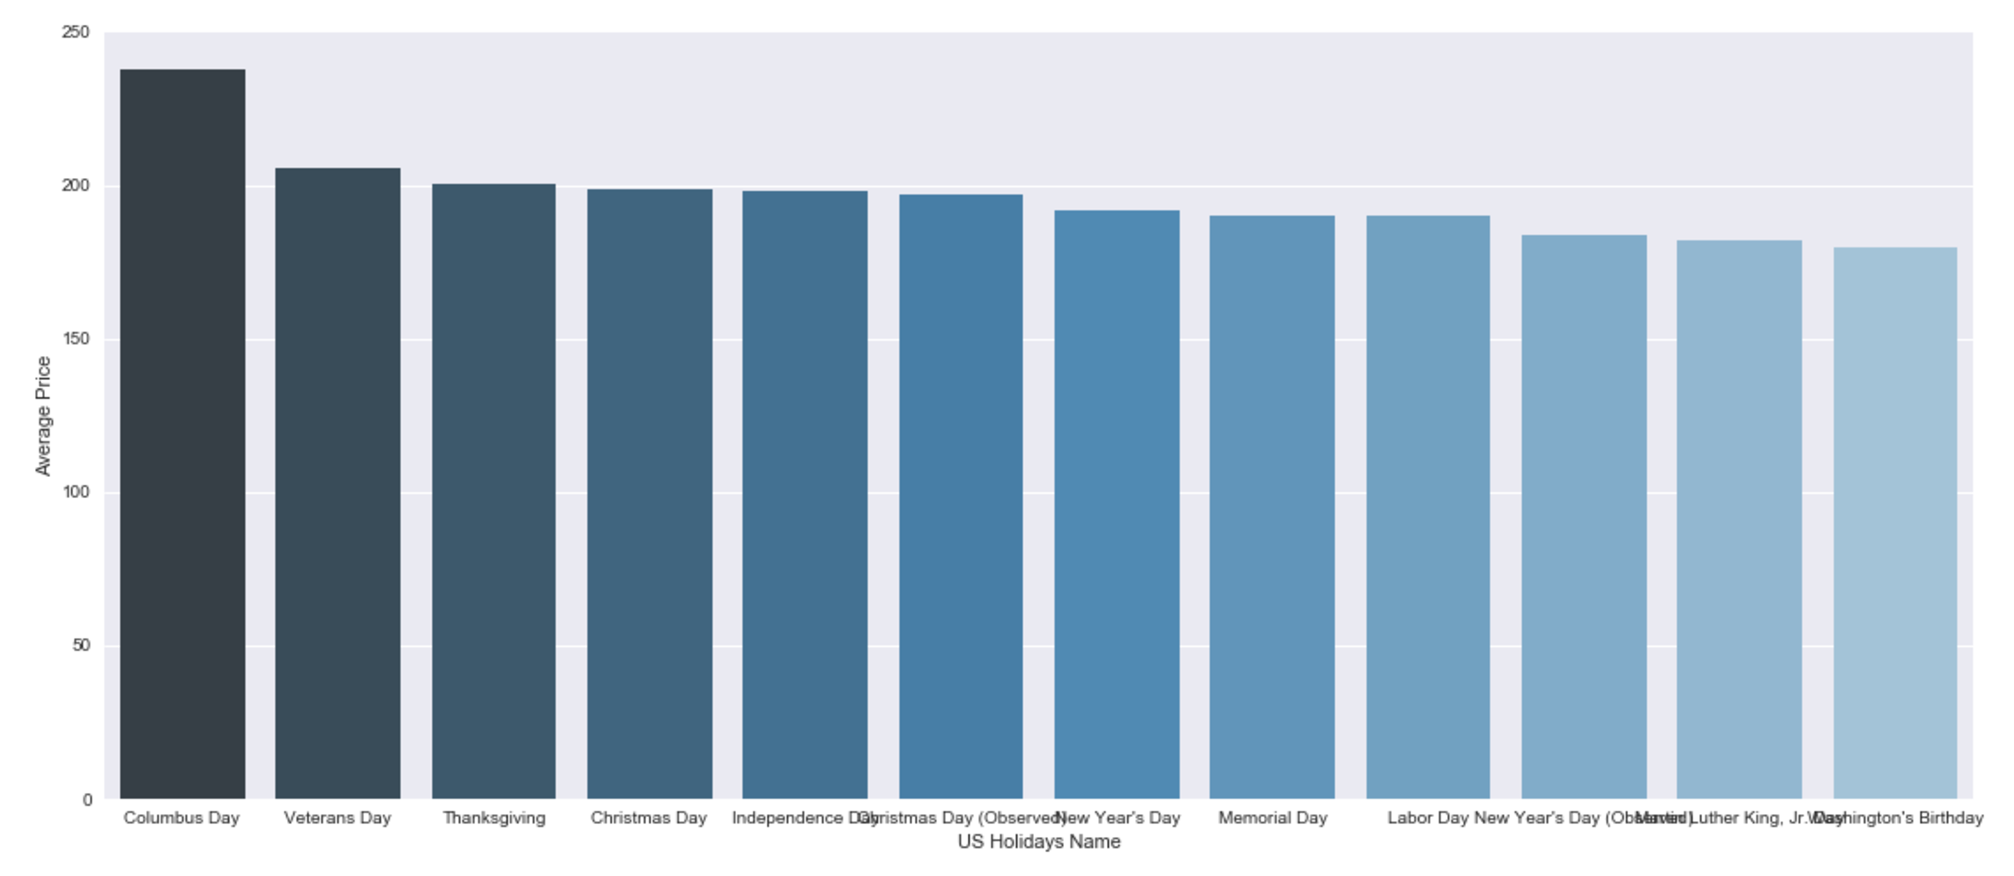 250
200
150
100
50
0
Average Price
Columbus Day Veterans Day Thanksgiving Christmas Day Independence Day Christmas Day (Observed) New Year's Day Memorial Day Labor Day New Year's Day (Observed) Martin Luther King, Jr. Day Washington's Birthday
US Holidays Name